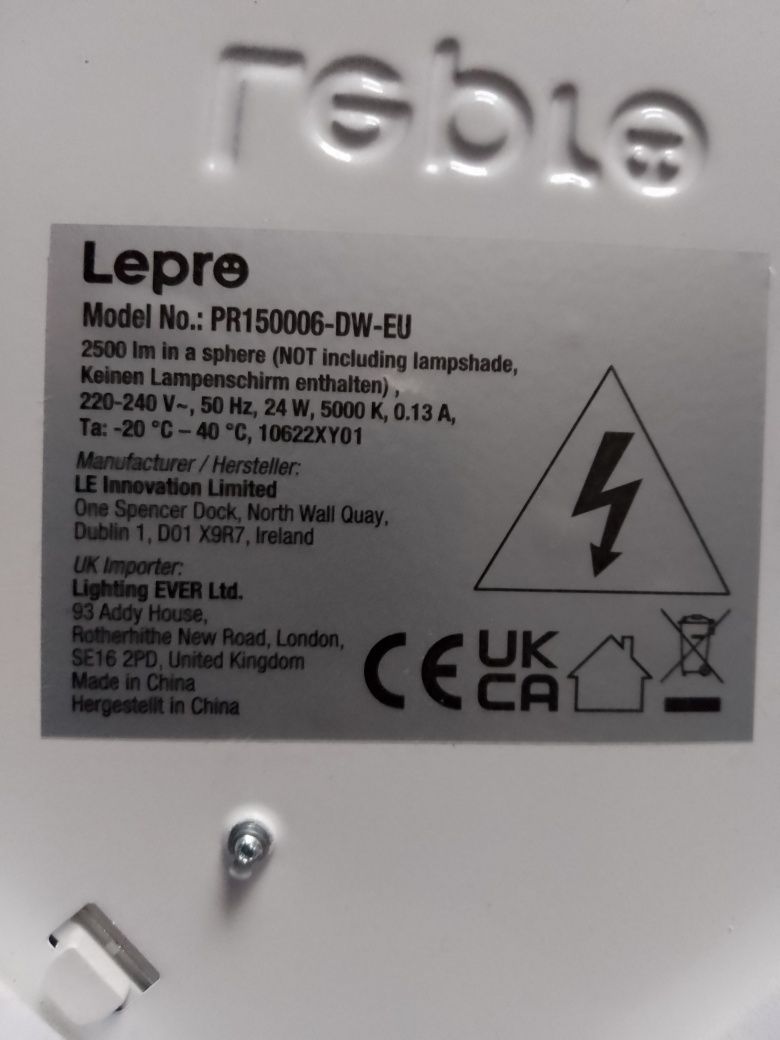 Lepro
Lepro
Model No.: PR150006-DW-EU
2500 lm in a sphere (NOT including lampshade,
Keinen Lampenschirm enthalten) ,
220-240 V~, 50 Hz, 24 W, 5000 K, 0.13 A,
Ta: -20 °C – 40 °C, 10622XY01
Manufacturer / Hersteller:
LE Innovation Limited
One Spencer Dock, North Wall Quay,
Dublin 1, D01 X9R7, Ireland
UK Importer:
Lighting EVER Ltd.
93 Addy House,
Rotherhithe New Road, London,
SE16 2PD, United Kingdom
Made in China
Hergestellt in China
CE
UK
CA